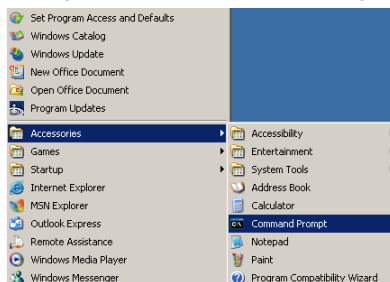 Set Program Access and Defaults
Windows Catalog
Windows Update
New Office Document
Open Office Document
Program Updates
Accessories
Games
Startup
Internet Explorer
MSN Explorer
Outlook Express
Remote Assistance
Windows Media Player
Windows Messenger
Accessibility
Entertainment
System Tools
Address Book
Calculator
Command Prompt
Notepad
Paint
Program Compatibility Wizard